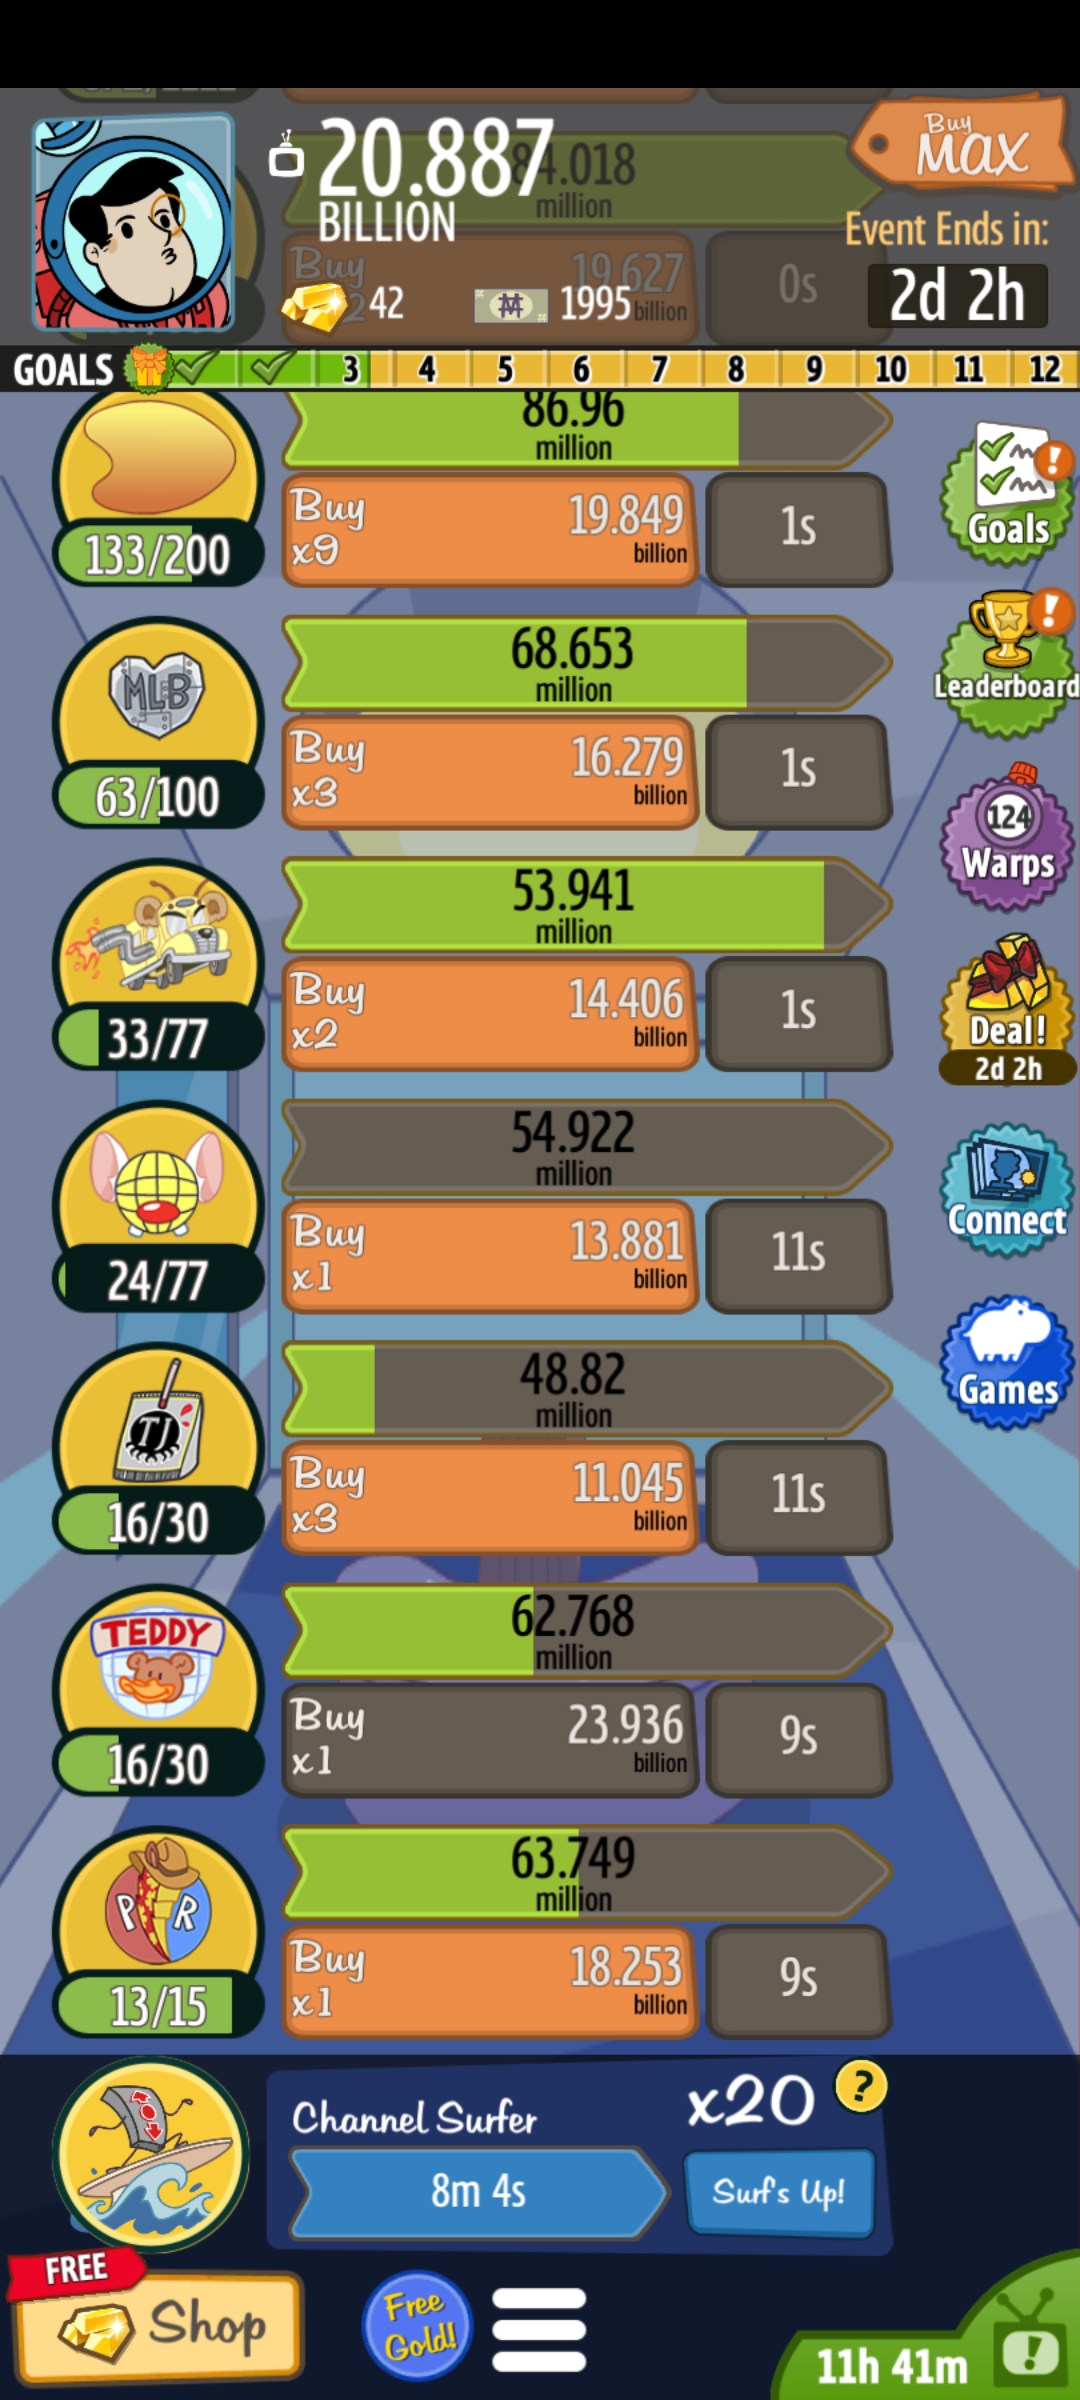 20.887
BILLION
84.018
million
Buy
MAX
Event Ends in:
2d 2h
Buy
19.627
billion
0s
42
1995
GOALS 3 4 5 6 7 8 9 10 11 12
86.96
million
133/200
Buy
x9
19.849
billion
1s
Goals
68.653
million
MLB
63/100
Buy
x3
16.279
billion
1s
Leaderboard
53.941
million
33/77
Buy
x2
14.406
billion
1s
124
Warps
Deal!
2d 2h
54.922
million
24/77
Buy
x1
13.881
billion
11s
Connect
48.82
million
TJ
16/30
Buy
x3
11.045
billion
11s
Games
62.768
million
TEDDY
16/30
Buy
x1
23.936
billion
9s
63.749
million
P R
13/15
Buy
x1
18.253
billion
9s
Channel Surfer
x20
?
8m 4s
Surf's Up!
FREE
Shop
Free
Gold!
11h 41m